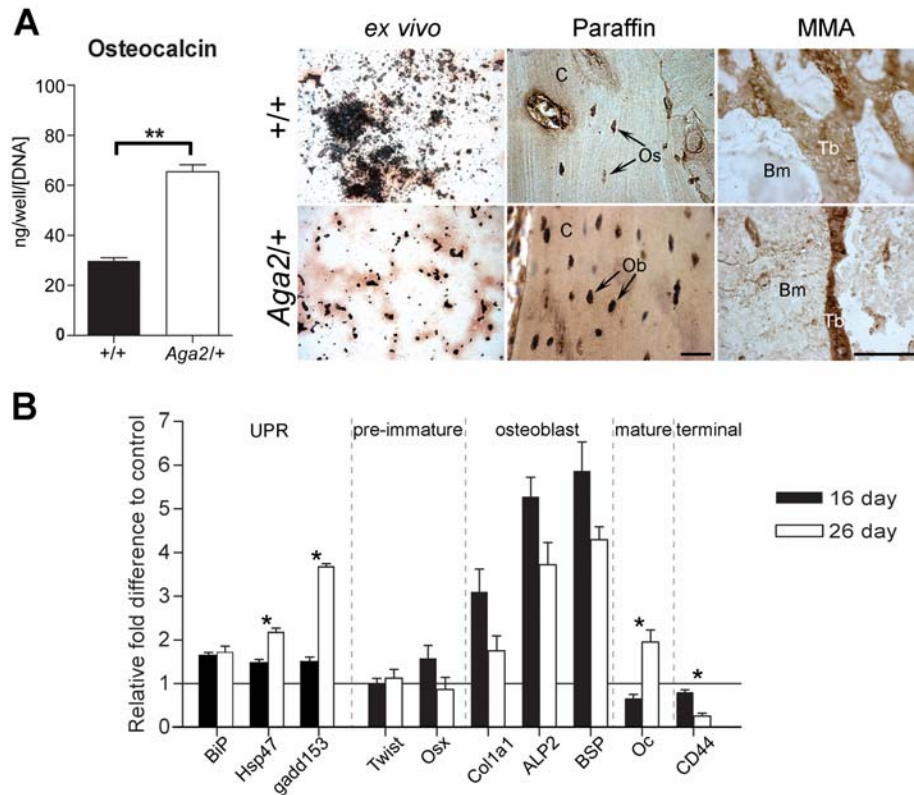 A
Osteocalcin
ex vivo
Paraffin
MMA
ng/well/[DNA]
100
80
60
40
20
0
**
+/+
Aga2/+
+/+
C
Os
Tb
Bm
Aga2/+
C
Ob
Bm
Tb
B
Relative fold difference to control
7
6
5
4
3
2
1
0
UPR
pre-immature
osteoblast
mature
terminal
*
*
*
*
16 day
26 day
BiP
Hsp47
gadd153
Twist
Osx
Col1a1
ALP2
BSP
Oc
CD44